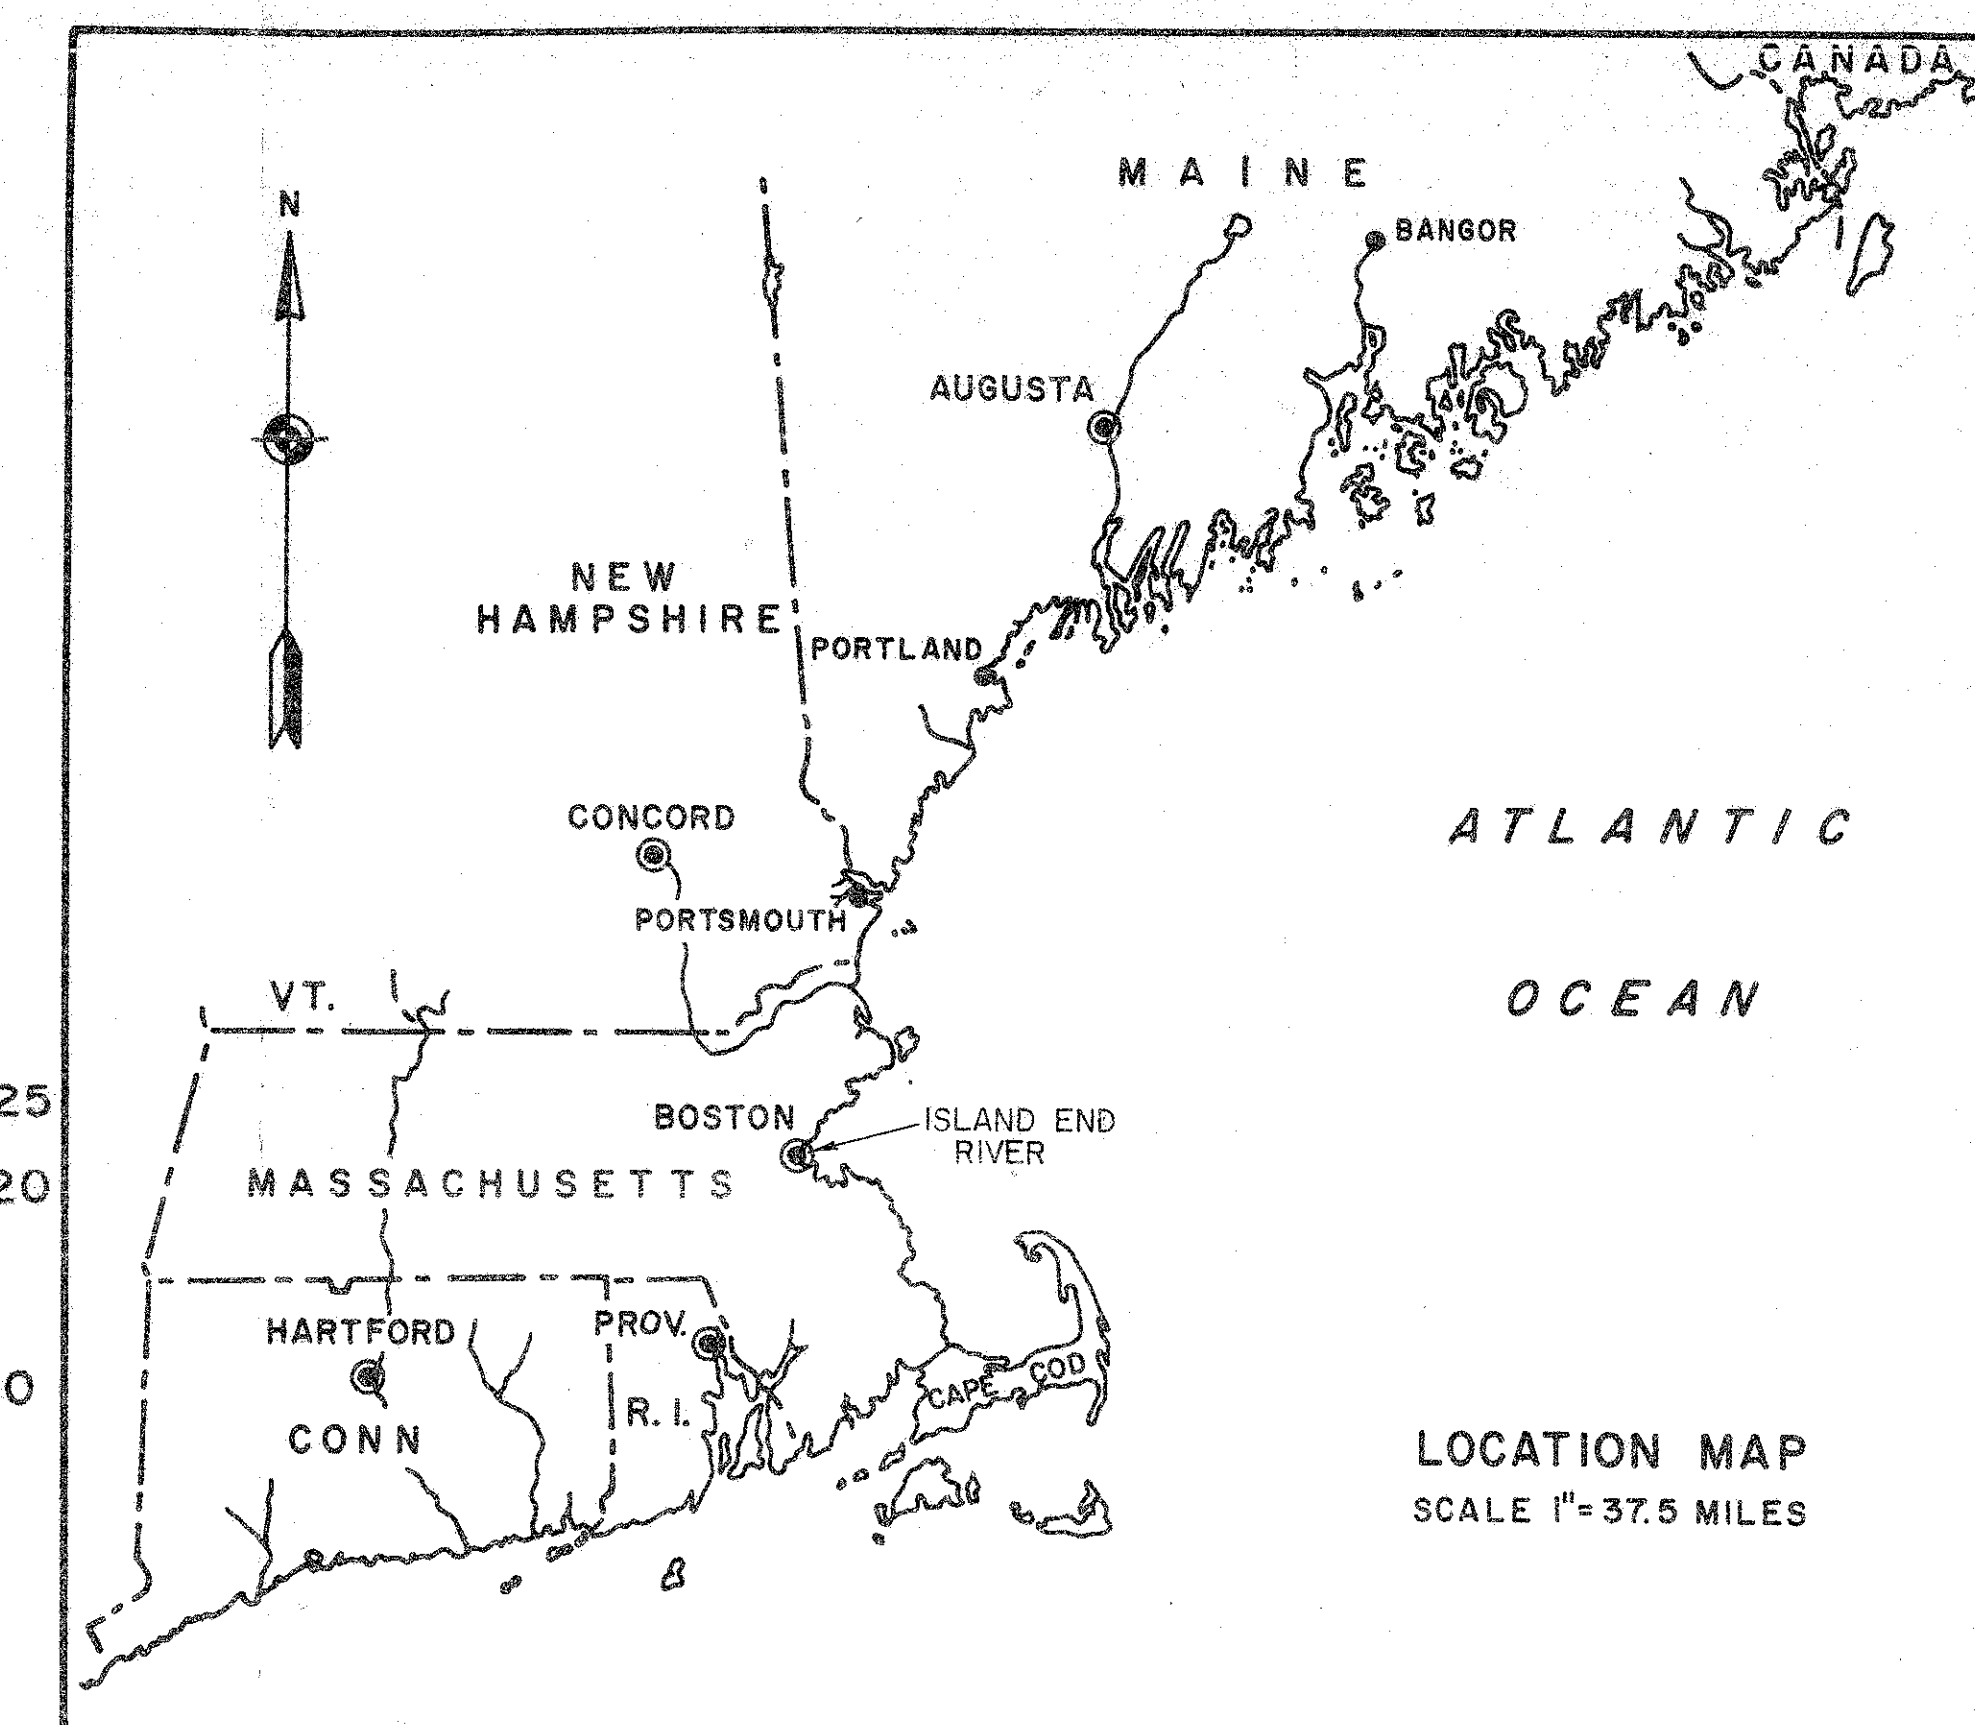 CANADA
MAINE
N
BANGOR
AUGUSTA
NEW
HAMPSHIRE
PORTLAND
CONCORD
ATLANTIC
PORTSMOUTH
VT.
OCEAN
25
BOSTON
ISLAND END
RIVER
20
MASSACHUSETTS
HARTFORD
PROV.
CAPE COD
0
R. I.
CONN
LOCATION MAP
SCALE 1"=37.5 MILES